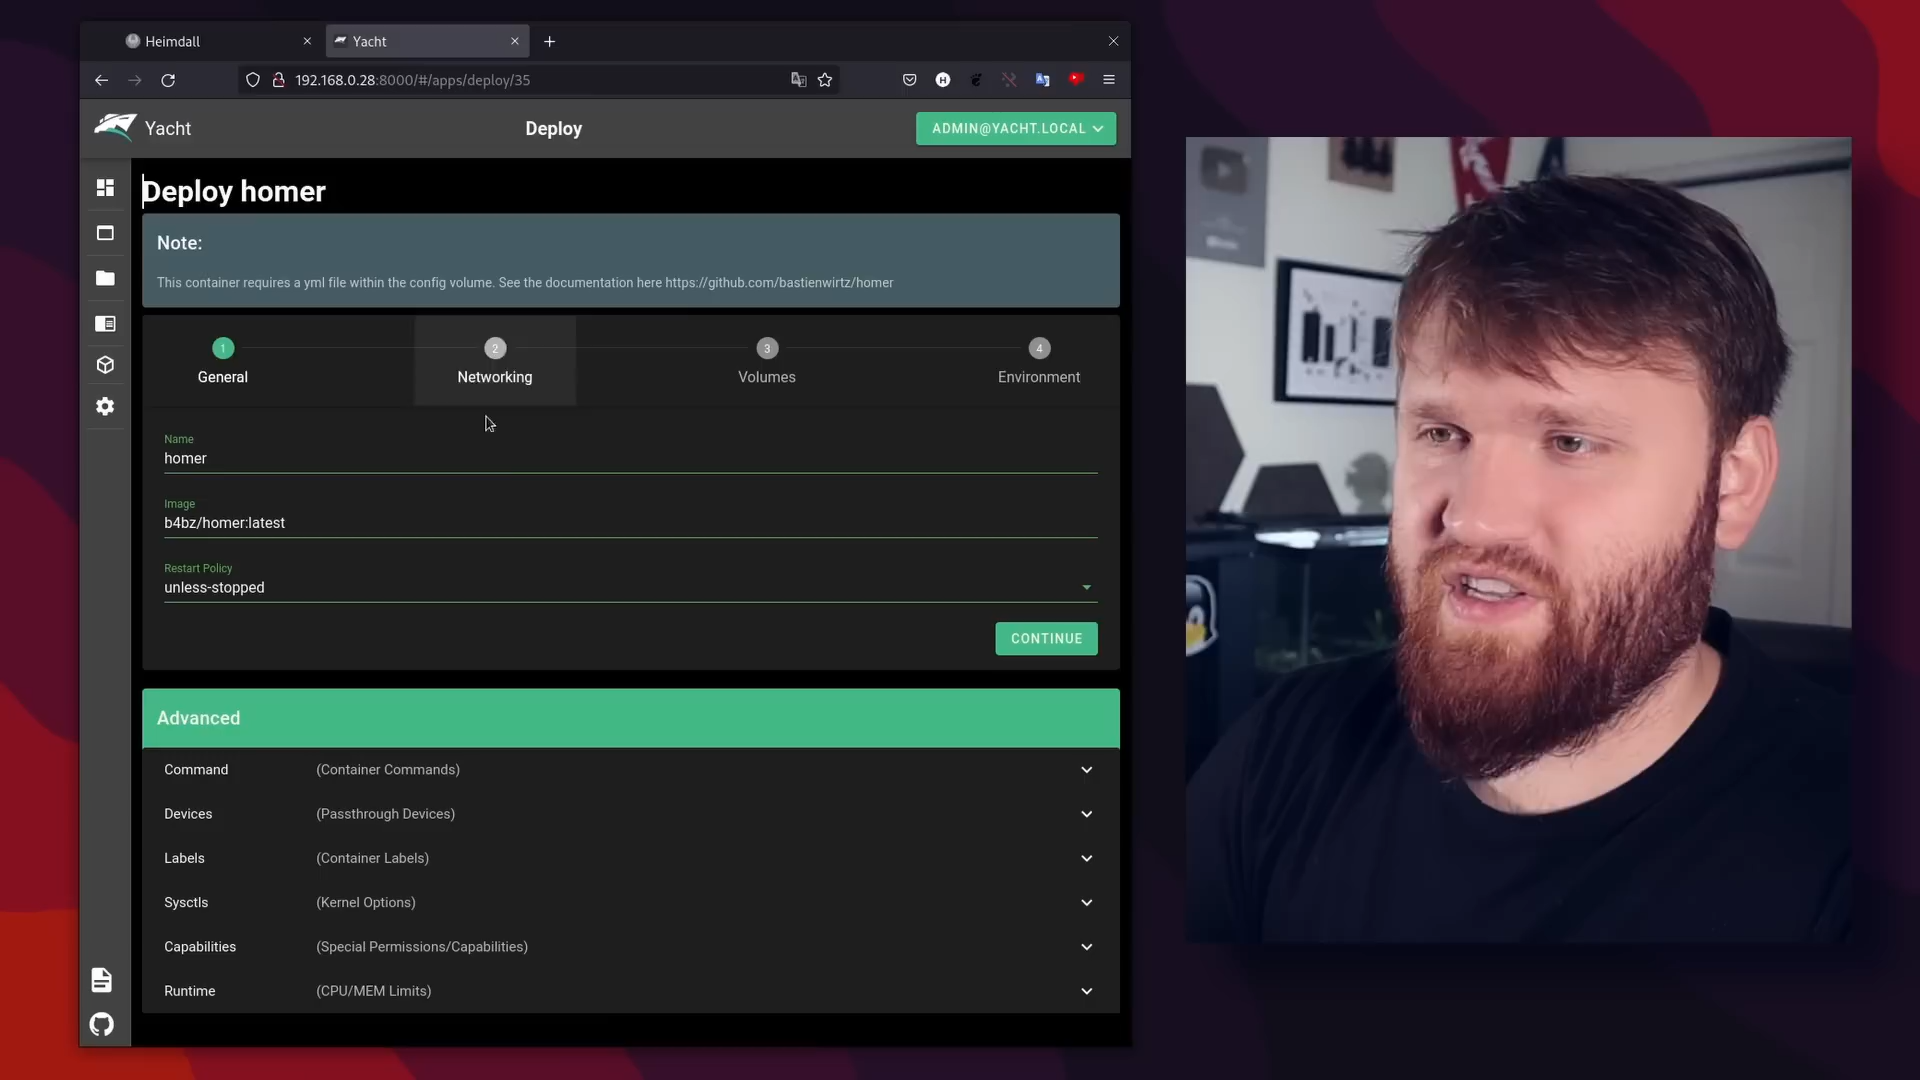 Heimdall
Yacht
192.168.0.28:8000/#/apps/deploy/35
Yacht
Deploy
ADMIN@YACHT.LOCAL
Deploy homer
Note:
This container requires a yml file within the config volume. See the documentation here https://github.com/bastienwirtz/homer
1
2
3
4
General
Networking
Volumes
Environment
Name
homer
Image
b4bz/homer:latest
Restart Policy
unless-stopped
CONTINUE
Advanced
Command (Container Commands)
Devices (Passthrough Devices)
Labels (Container Labels)
Sysctls (Kernel Options)
Capabilities (Special Permissions/Capabilities)
Runtime (CPU/MEM Limits)